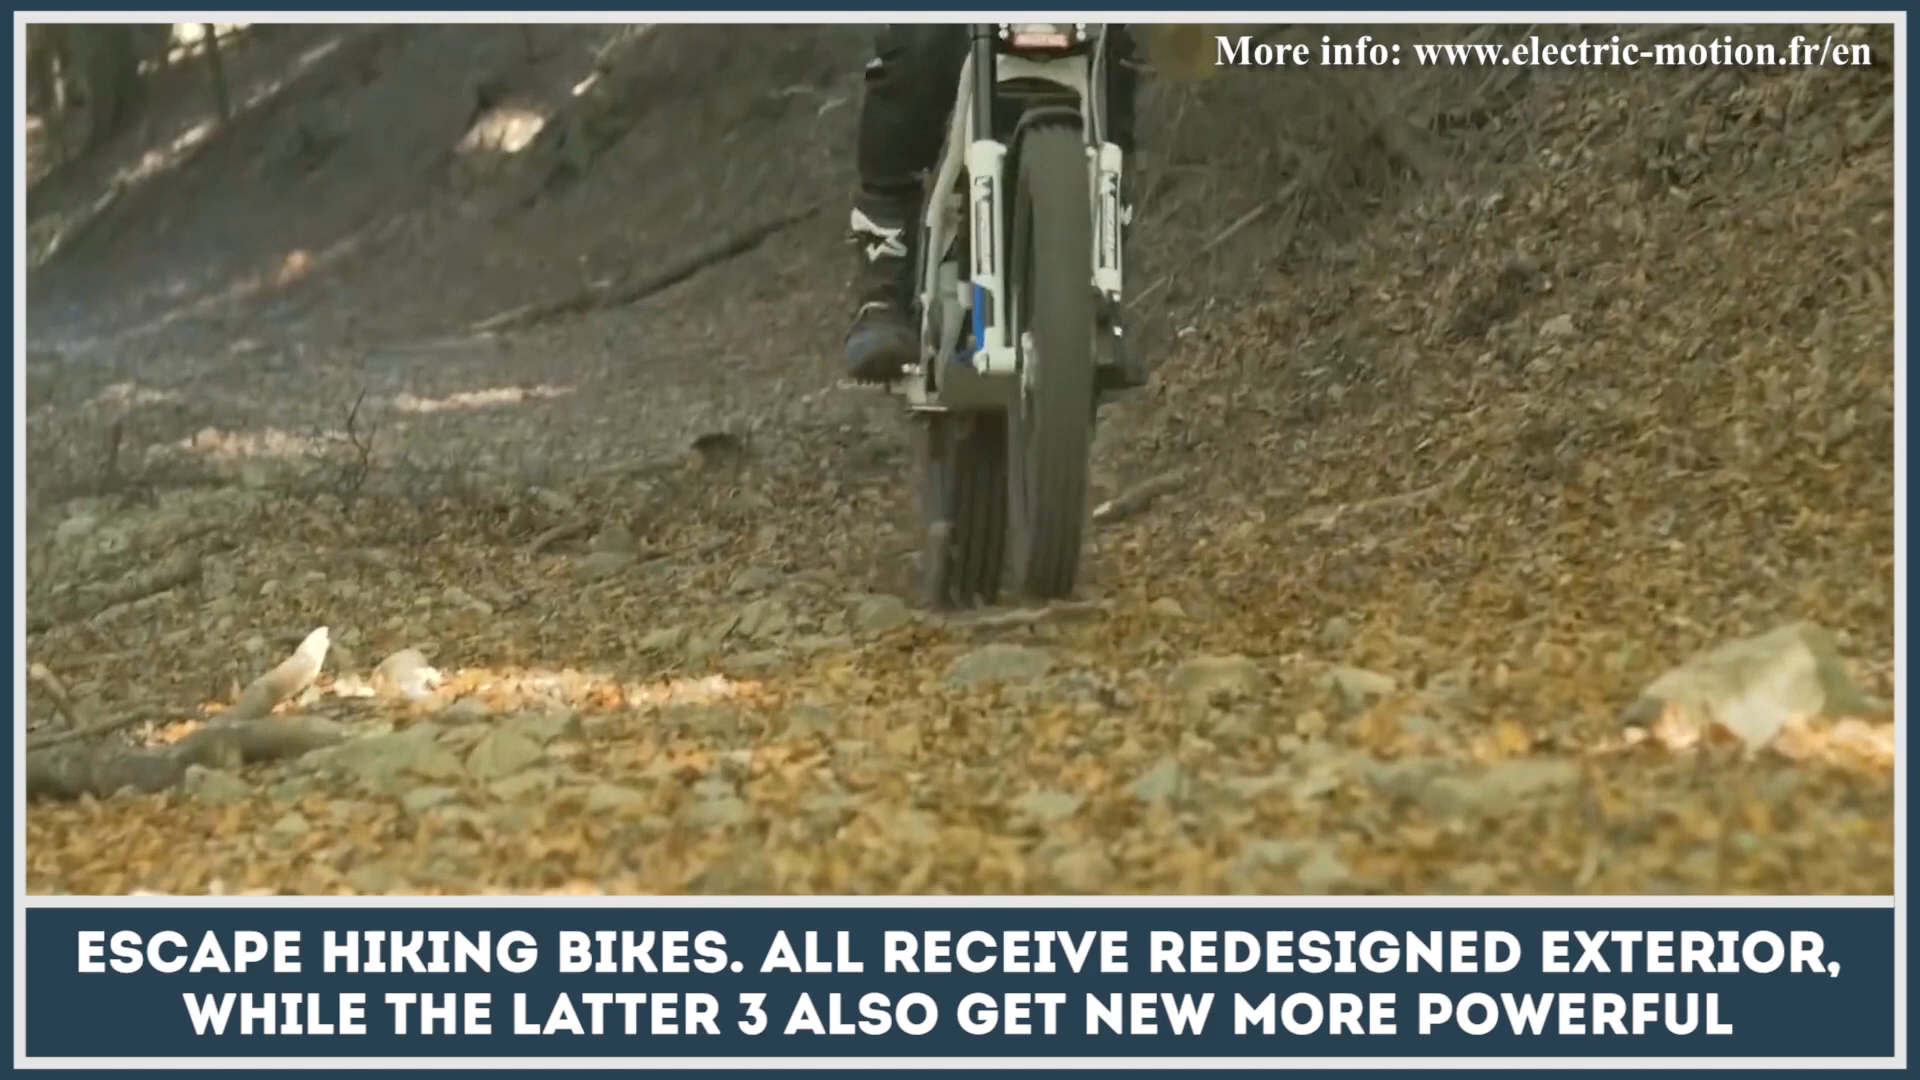 More info: www.electric-motion.fr/en
ESCAPE HIKING BIKES. ALL RECEIVE REDESIGNED EXTERIOR,
WHILE THE LATTER 3 ALSO GET NEW MORE POWERFUL